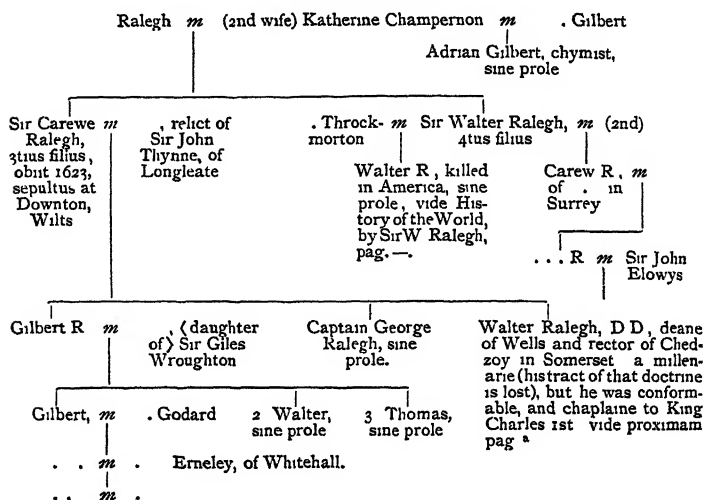 Ralegh m (2nd wife) Katherine Champernon m . Gilbert
Adrian Gilbert, chymist,
sine prole
Sir Carewe m , relict of
Ralegh, Sir John
3tius filius, Thynne, of
obiit 1623, Longleate
sepultus at
Downton,
Wilts
. Throck- m Sir Walter Ralegh, m (2nd)
morton 4tus filius
Walter R , killed
in America, sine
prole , vide His-
tory of the World,
by Sir W Ralegh,
pag. —.
Carew R , m
of . in
Surrey
. . . R m Sir John
Elowys
Gilbert R m , ⟨daughter
of⟩ Sir Giles
Wroughton
Captain George
Ralegh, sine
prole.
Walter Ralegh, D D , deane
of Wells and rector of Ched-
zoy in Somerset a millen-
arie (his tract of that doctrine
is lost), but he was conform-
able, and chaplaine to King
Charles 1st vide proximam
pag a
Gilbert, m . Godard
2 Walter,
sine prole
3 Thomas,
sine prole
. . m . Erneley, of Whitehall.
. . m .